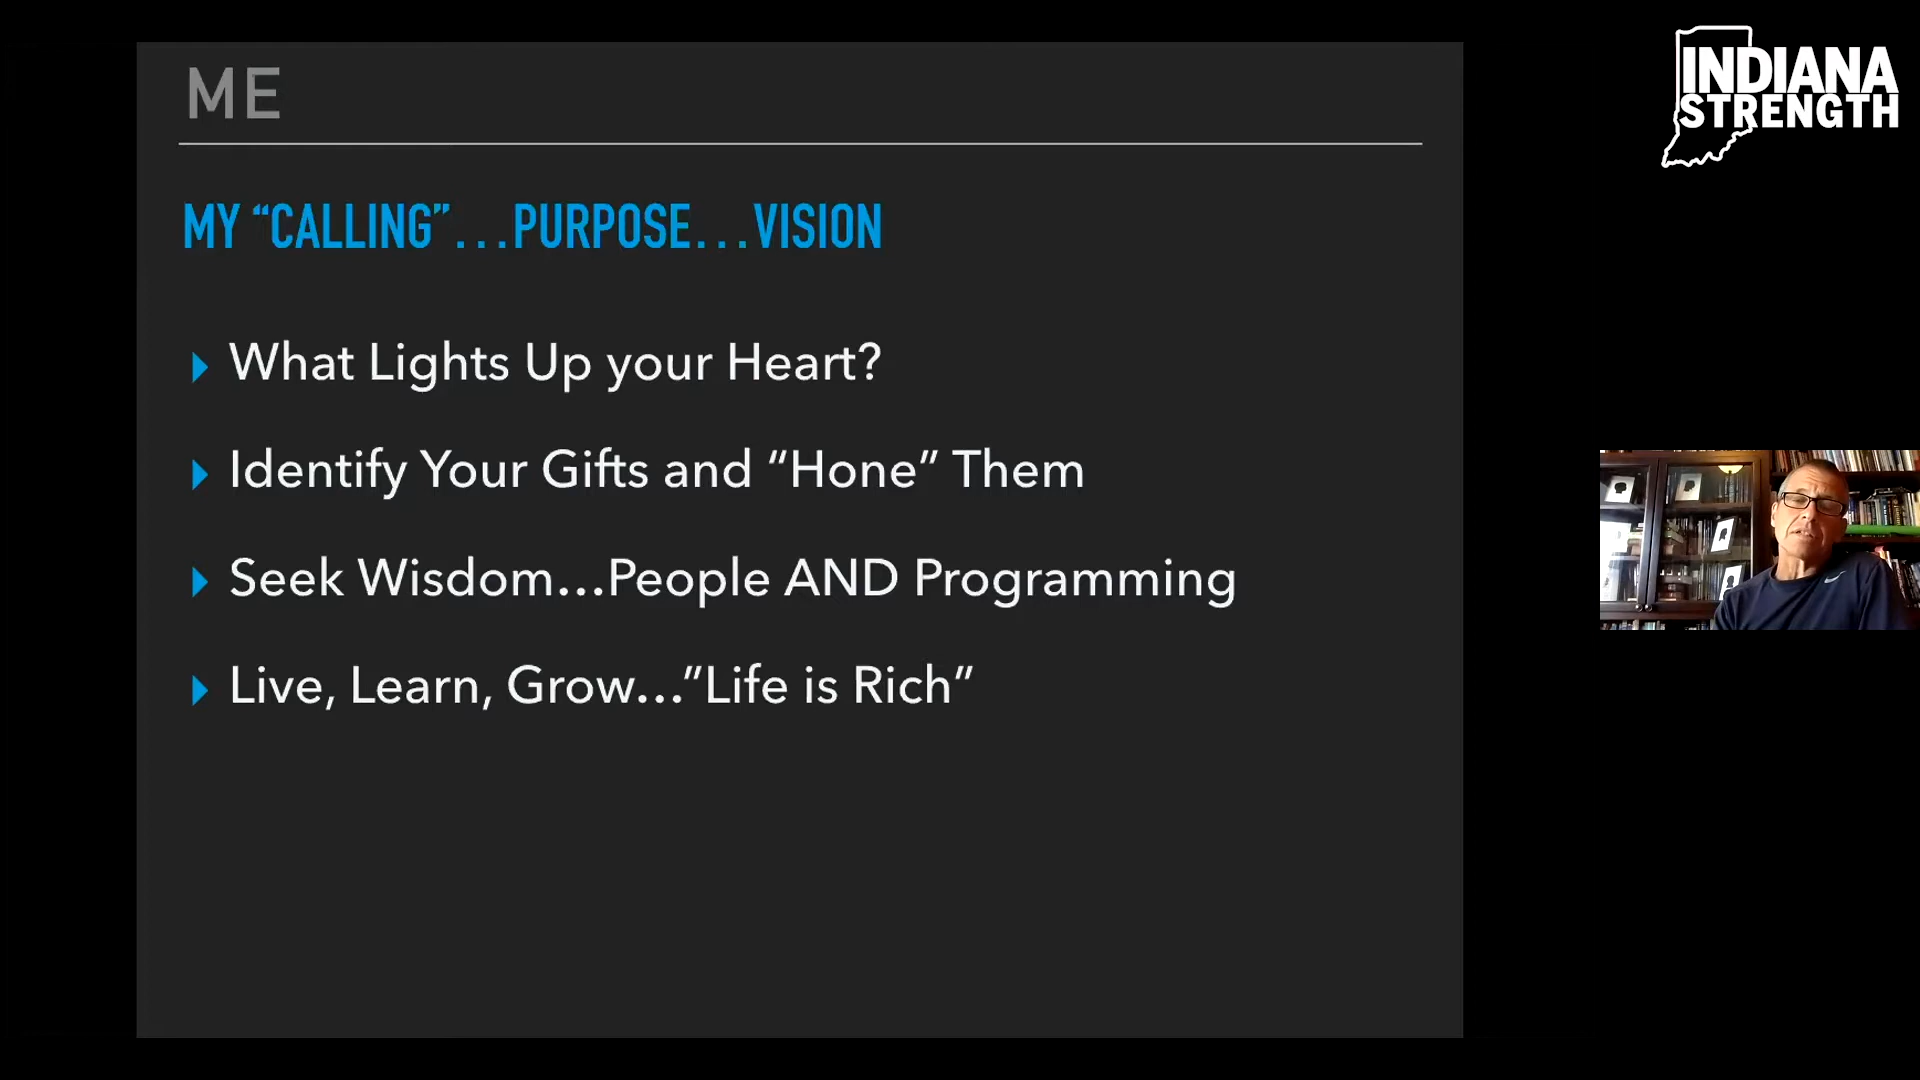 ME
MY “CALLING”...PURPOSE...VISION
What Lights Up your Heart?
Identify Your Gifts and “Hone” Them
Seek Wisdom...People AND Programming
Live, Learn, Grow...”Life is Rich”
INDIANA
STRENGTH